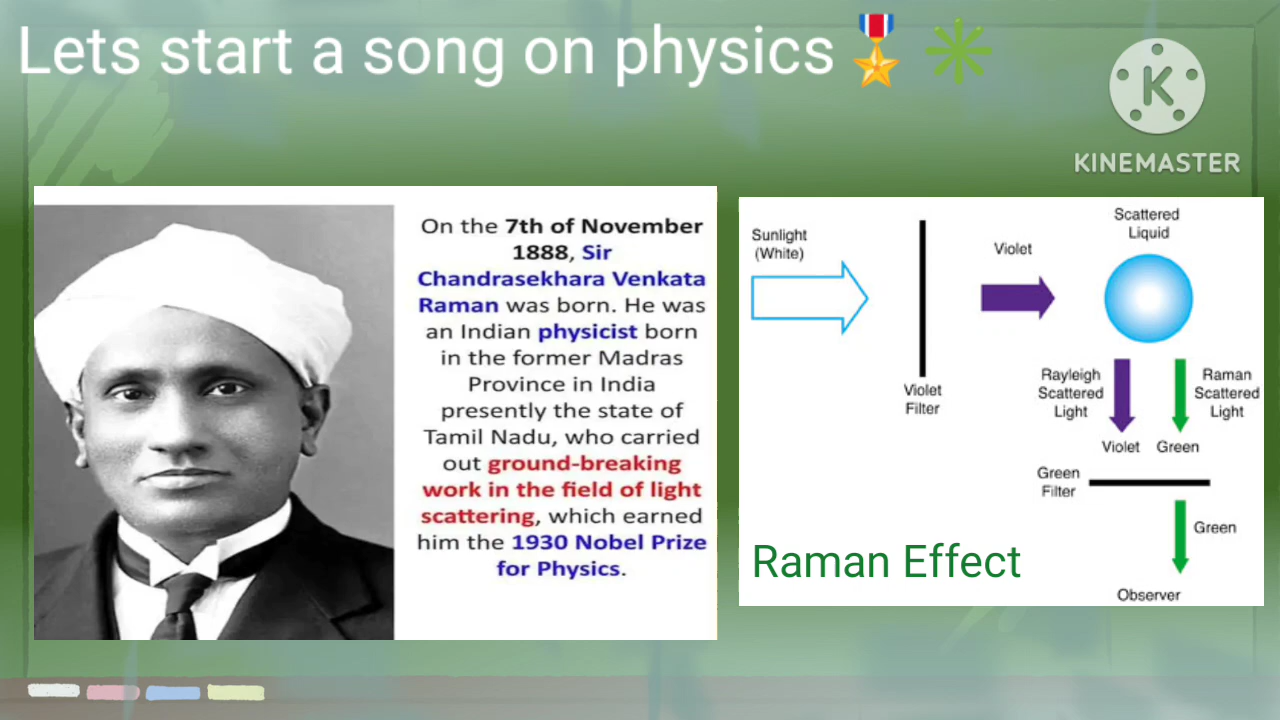 Lets start a song on physics🎖️✳️
K
KINEMASTER
On the 7th of November
1888, Sir
Chandrasekhara Venkata
Raman was born. He was
an Indian physicist born
in the former Madras
Province in India
presently the state of
Tamil Nadu, who carried
out ground-breaking
work in the field of light
scattering, which earned
him the 1930 Nobel Prize
for Physics.
Sunlight
(White)
Violet
Filter
Violet
Scattered
Liquid
Rayleigh
Scattered
Light
Raman
Scattered
Light
Violet
Green
Green
Filter
Green
Observer
Raman Effect